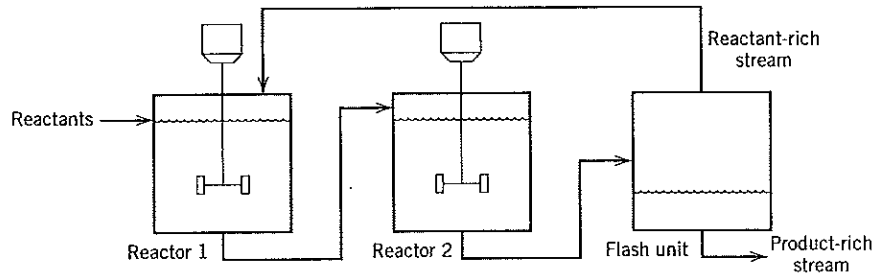 Reactant-rich
stream
Reactants
Reactor 1
Reactor 2
Flash unit
Product-rich
stream